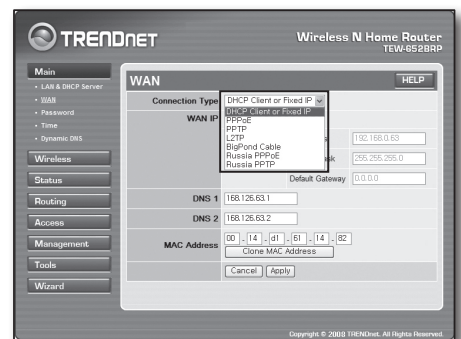 TRENDNET
Wireless N Home Router
TEW-652BRP
Main
LAN & DHCP Server
WAN
Password
Time
Dynamic DNS
Wireless
Status
Routing
Access
Management
Tools
Wizard
WAN
HELP
Connection Type DHCP Client or Fixed IP
DHCP Client or Fixed IP
PPPoE
PPTP
L2TP
BigPond Cable
Russia PPPoE
Russia PPTP
WAN IP
192.168.0.63
255.255.255.0
Default Gateway 0.0.0.0
DNS 1 168.126.63.1
DNS 2 168.126.63.2
MAC Address 00 - 14 - d1 - 61 - 14 - 82
Clone MAC Address
Cancel Apply
Copyright © 2008 TRENDnet. All Rights Reserved.